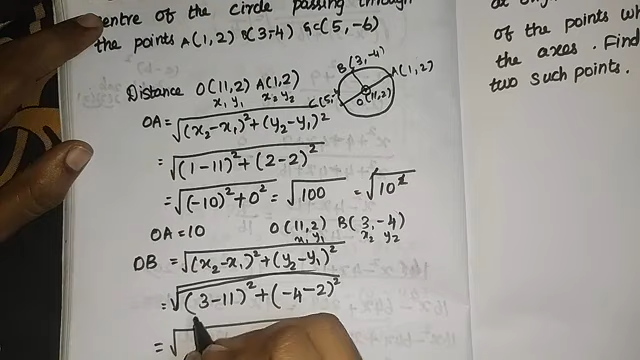 centre of the circle passing through
the points A(1,2) B(3,-4) & C(5,-6)
Distance O(11,2) A(1,2)
x₁ y₁ x₂ y₂
B(3,-4)
A(1,2)
C(5,
O(11,2)
OA = √(x₂-x₁)²+(y₂-y₁)²
= √(1-11)²+(2-2)²
= √(-10)²+0² = √100 = √10²
OA = 10 O(11,2) B(3,-4)
x₁ y₁ x₂ y₂
OB = √(x₂-x₁)²+(y₂-y₁)²
= √(3-11)²+(-4-2)²
= √
of the points wh
the axes. Find
two such points.